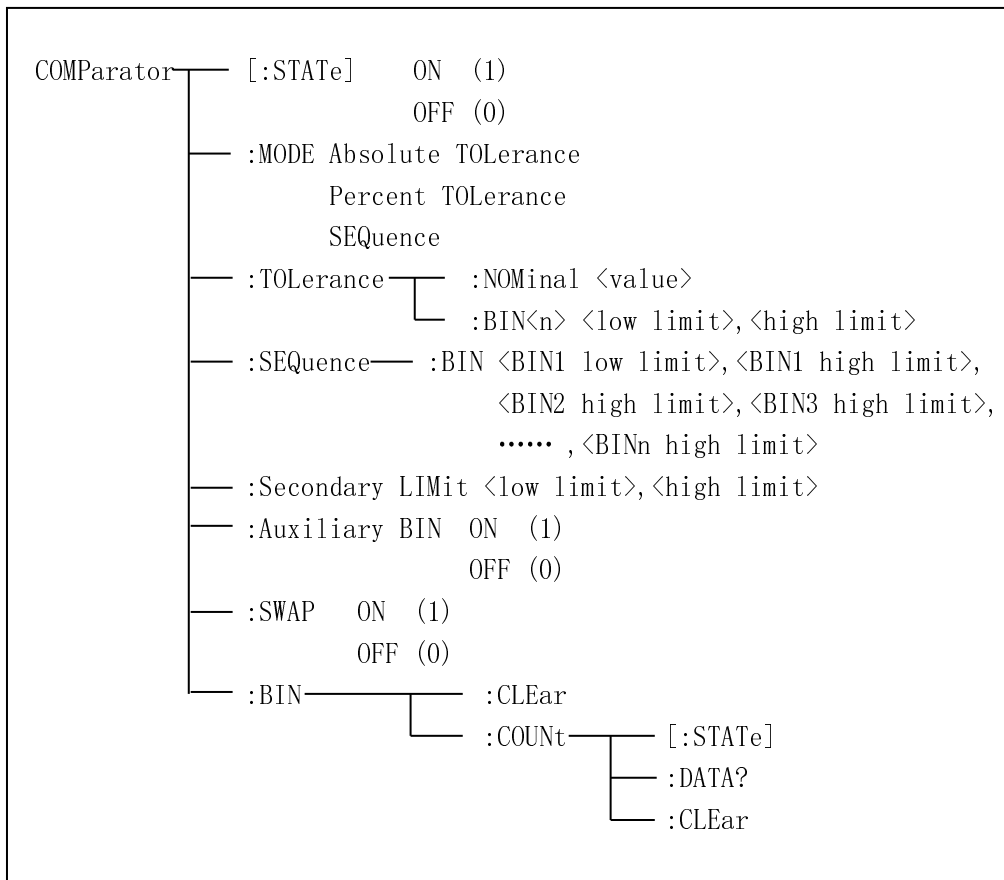 COMParator [:STATe] ON (1)
OFF (0)
:MODE Absolute TOLerance
Percent TOLerance
SEQuence
:TOLerance :NOMinal <value>
:BIN<n> <low limit>,<high limit>
:SEQuence :BIN <BIN1 low limit>,<BIN1 high limit>,
<BIN2 high limit>,<BIN3 high limit>,
…… ,<BINn high limit>
:Secondary LIMit <low limit>,<high limit>
:Auxiliary BIN ON (1)
OFF (0)
:SWAP ON (1)
OFF (0)
:BIN :CLEar
:COUNt [:STATe]
:DATA?
:CLEar